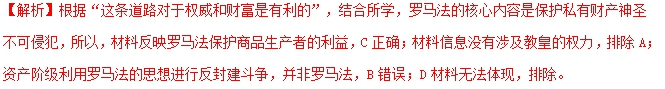 【解析】根据“这条道路对于权威和财富是有利的”，结合所学，罗马法的核心内容是保护私有财产神圣
不可侵犯，所以，材料反映罗马法保护商品生产者的利益，C正确；材料信息没有涉及教皇的权力，排除A；
资产阶级利用罗马法的思想进行反封建斗争，并非罗马法，B错误；D材料无法体现，排除。